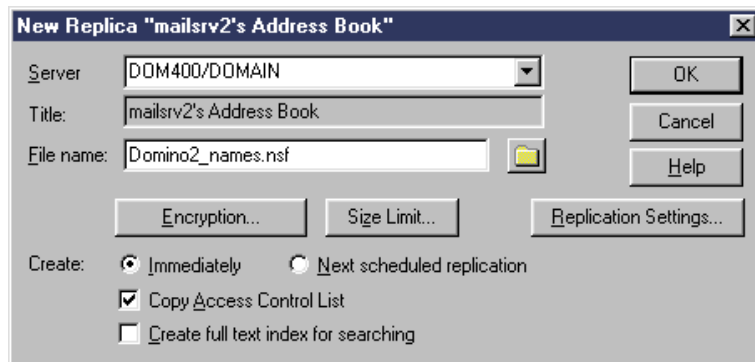 New Replica "mailsrv2's Address Book"
Server DOM400/DOMAIN OK
Title: mailsrv2's Address Book Cancel
File name: Domino2_names.nsf Help
Encryption... Size Limit... Replication Settings...
Create: Immediately Next scheduled replication
Copy Access Control List
Create full text index for searching